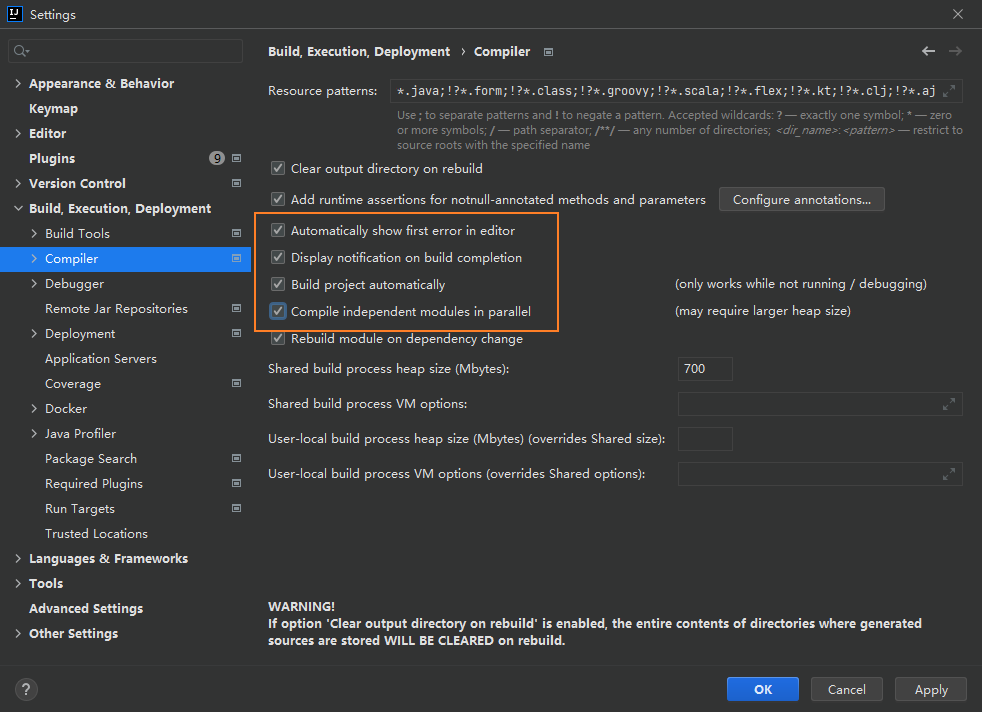 IJ
Settings
Appearance & Behavior
Keymap
Editor
Plugins 9
Version Control
Build, Execution, Deployment
Build Tools
Compiler
Debugger
Remote Jar Repositories
Deployment
Application Servers
Coverage
Docker
Java Profiler
Package Search
Required Plugins
Run Targets
Trusted Locations
Languages & Frameworks
Tools
Advanced Settings
Other Settings
Build, Execution, Deployment › Compiler
Resource patterns: *.java;!?*.form;!?*.class;!?*.groovy;!?*.scala;!?*.flex;!?*.kt;!?*.clj;!?*.aj
Use ; to separate patterns and ! to negate a pattern. Accepted wildcards: ? — exactly one symbol; * — zero
or more symbols; / — path separator; /**/ — any number of directories; <dir_name>:<pattern> — restrict to
source roots with the specified name
Clear output directory on rebuild
Add runtime assertions for notnull-annotated methods and parameters Configure annotations...
Automatically show first error in editor
Display notification on build completion
Build project automatically (only works while not running / debugging)
Compile independent modules in parallel (may require larger heap size)
Rebuild module on dependency change
Shared build process heap size (Mbytes): 700
Shared build process VM options:
User-local build process heap size (Mbytes) (overrides Shared size):
User-local build process VM options (overrides Shared options):
WARNING!
If option 'Clear output directory on rebuild' is enabled, the entire contents of directories where generated
sources are stored WILL BE CLEARED on rebuild.
? OK Cancel Apply